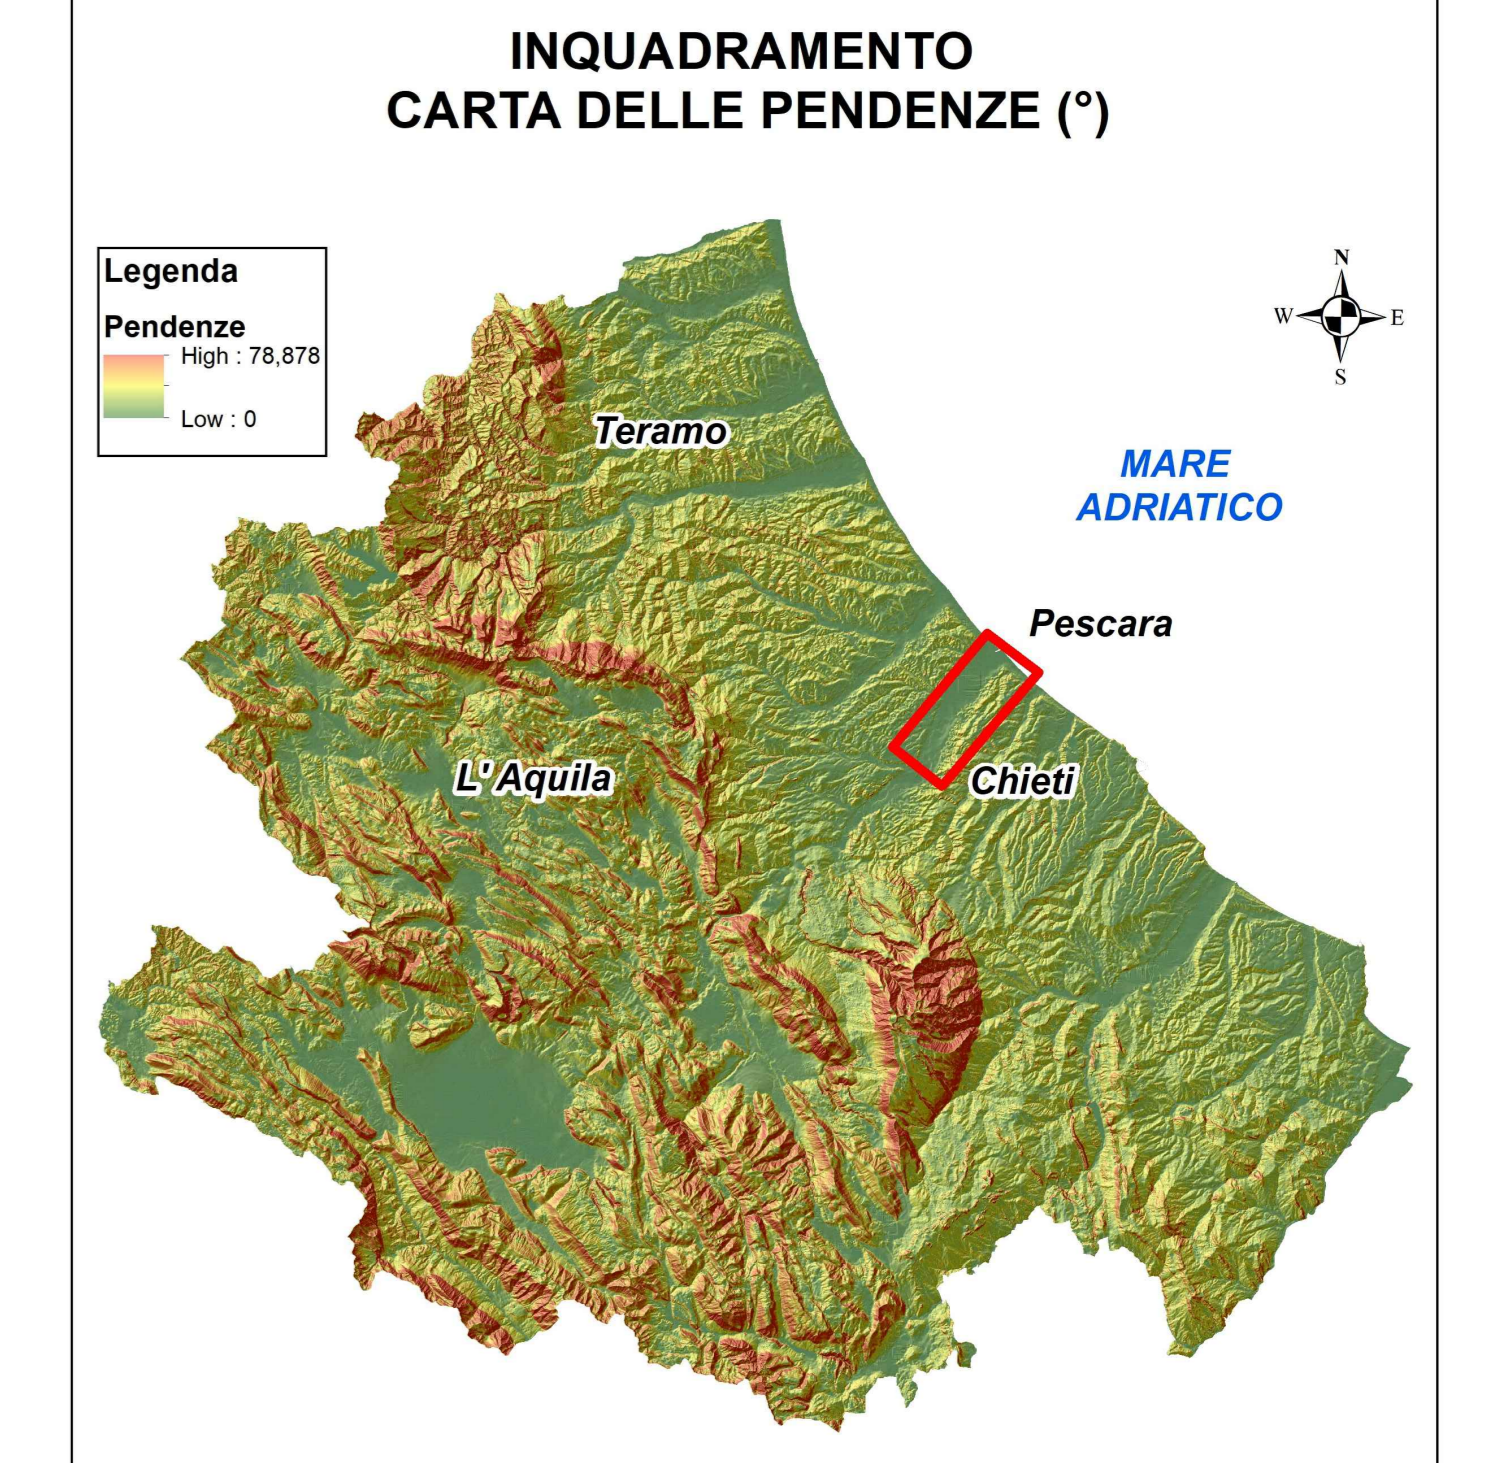 INQUADRAMENTO
CARTA DELLE PENDENZE (°)
Legenda
Pendenze
High : 78,878
Low : 0
N
W
E
S
Teramo
MARE
ADRIATICO
Pescara
L' Aquila
Chieti